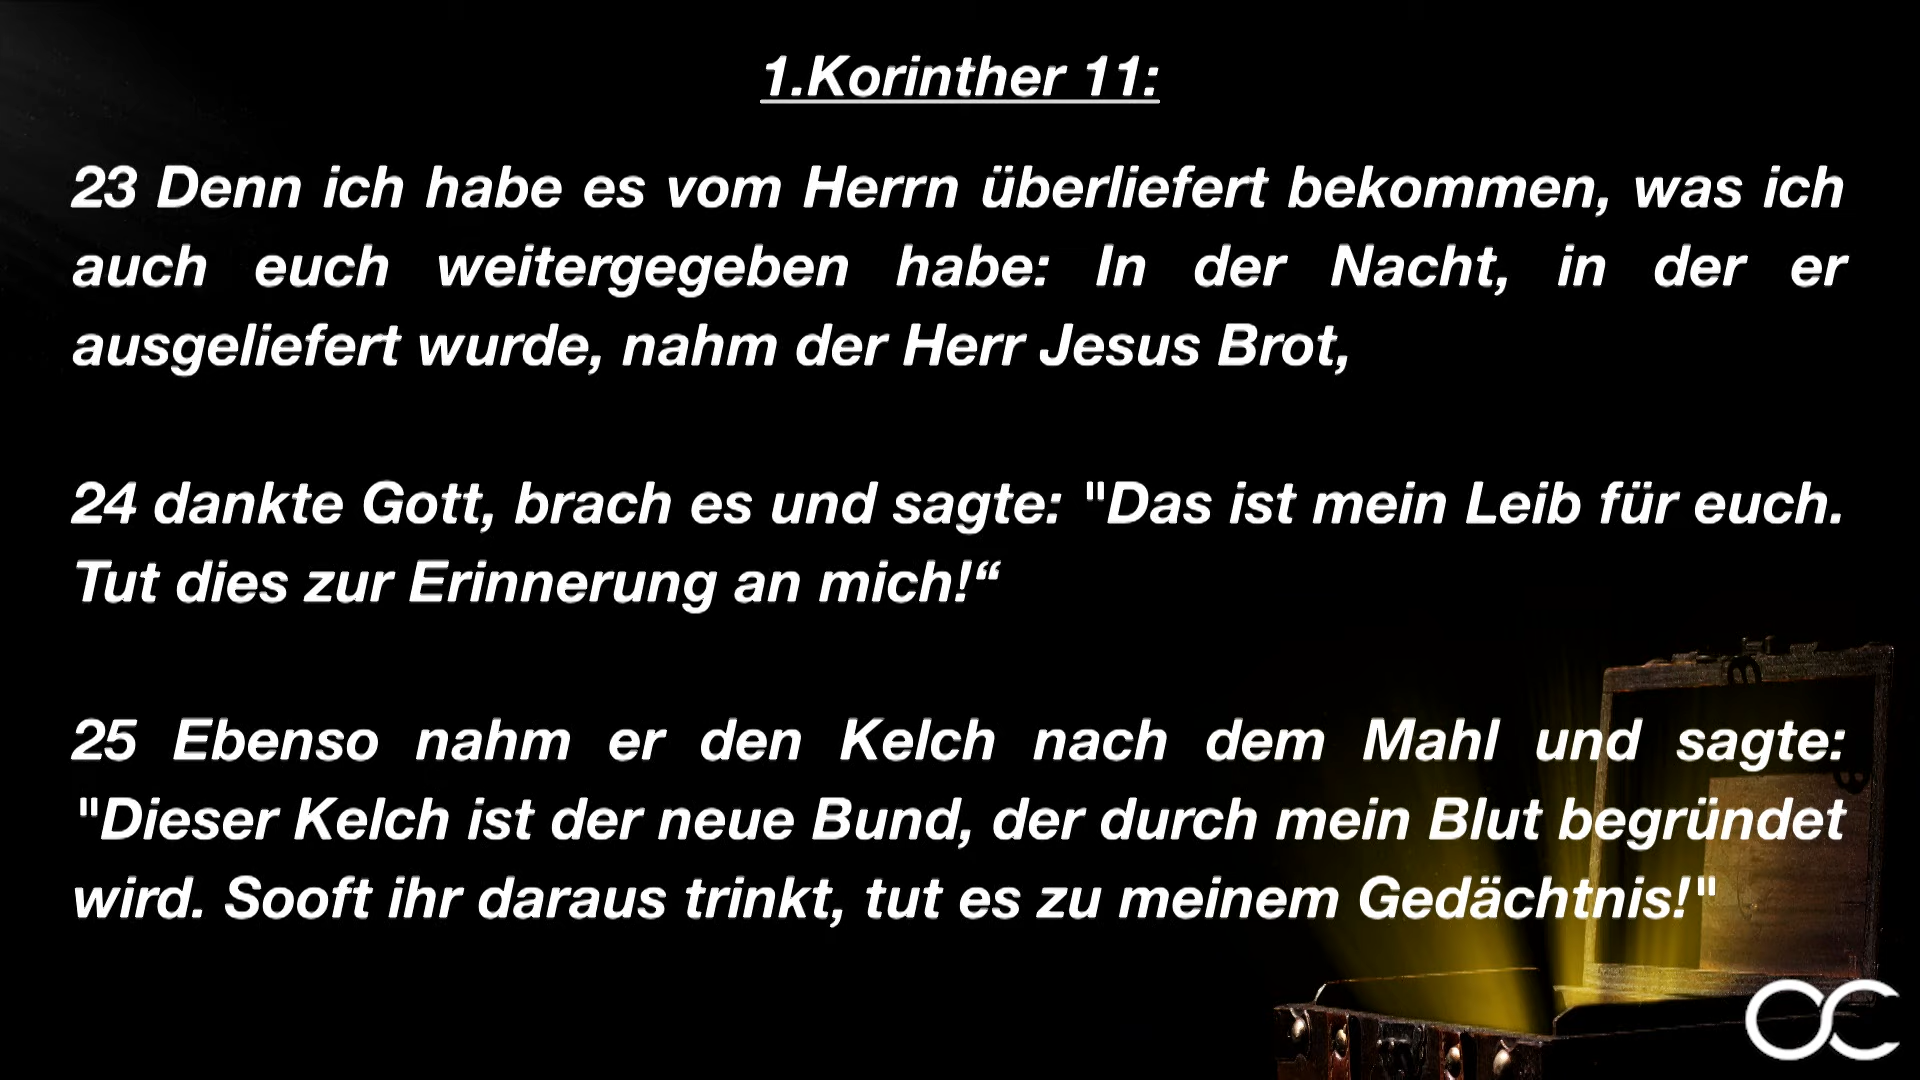 1.Korinther 11:
23 Denn ich habe es vom Herrn überliefert bekommen, was ich
auch euch weitergegeben habe: In der Nacht, in der er
ausgeliefert wurde, nahm der Herr Jesus Brot,
24 dankte Gott, brach es und sagte: "Das ist mein Leib für euch.
Tut dies zur Erinnerung an mich!“
25 Ebenso nahm er den Kelch nach dem Mahl und sagte:
"Dieser Kelch ist der neue Bund, der durch mein Blut begründet
wird. Sooft ihr daraus trinkt, tut es zu meinem Gedächtnis!"
OC